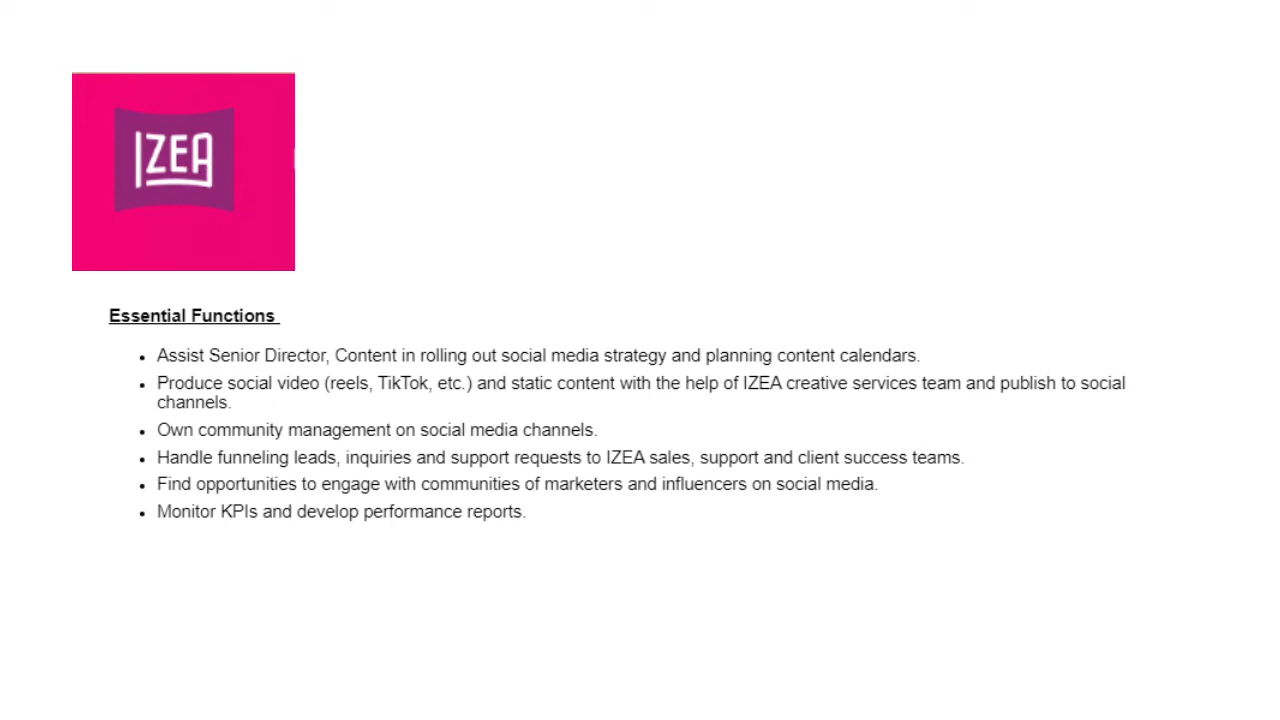 IZEA
Essential Functions
• Assist Senior Director, Content in rolling out social media strategy and planning content calendars.
• Produce social video (reels, TikTok, etc.) and static content with the help of IZEA creative services team and publish to social
channels.
• Own community management on social media channels.
• Handle funneling leads, inquiries and support requests to IZEA sales, support and client success teams.
• Find opportunities to engage with communities of marketers and influencers on social media.
• Monitor KPIs and develop performance reports.